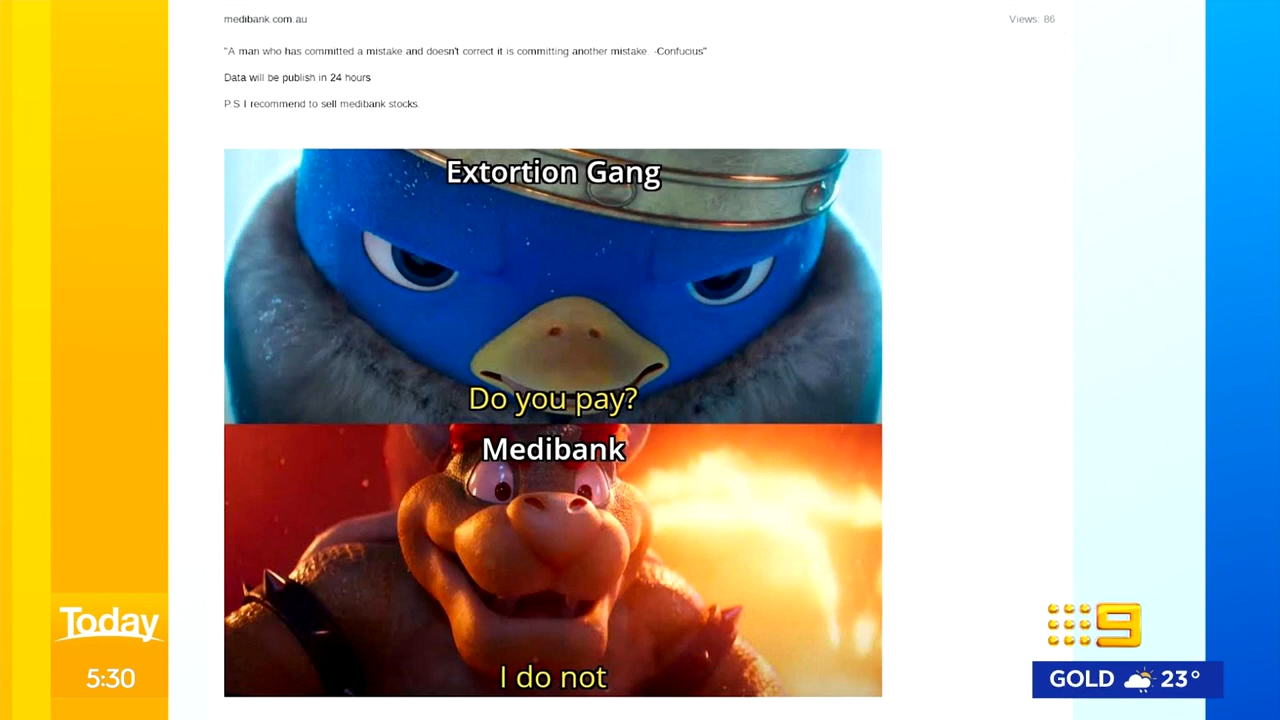 medibank.com.au
Views: 86
"A man who has committed a mistake and doesn't correct it is committing another mistake. -Confucius"
Data will be publish in 24 hours
P.S I recommend to sell medibank stocks.
Extortion Gang
Do you pay?
Medibank
I do not
Today
5:30
9
GOLD 23°